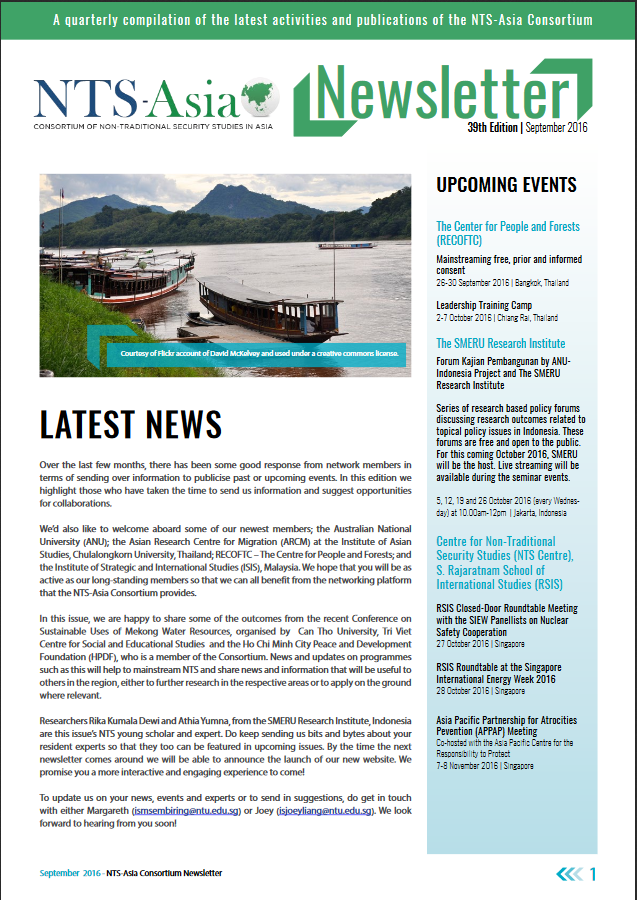 A quarterly compilation of the latest activities and publications of the NTS-Asia Consortium
NTS-Asia
CONSORTIUM OF NON-TRADITIONAL SECURITY STUDIES IN ASIA
Newsletter
39th Edition | September 2016
Courtesy of Flickr account of David McKelvey and used under a creative commons license.
LATEST NEWS
Over the last few months, there has been some good response from network members in
terms of sending over information to publicise past or upcoming events. In this edition we
highlight those who have taken the time to send us information and suggest opportunities
for collaborations.
We'd also like to welcome aboard some of our newest members; the Australian National
University (ANU); the Asian Research Centre for Migration (ARCM) at the Institute of Asian
Studies, Chulalongkorn University, Thailand; RECOFTC – The Centre for People and Forests; and
the Institute of Strategic and International Studies (ISIS), Malaysia. We hope that you will be as
active as our long-standing members so that we can all benefit from the networking platform
that the NTS-Asia Consortium provides.
In this issue, we are happy to share some of the outcomes from the recent Conference on
Sustainable Uses of Mekong Water Resources, organised by Can Tho University, Tri Viet
Centre for Social and Educational Studies and the Ho Chi Minh City Peace and Development
Foundation (HPDF), who is a member of the Consortium. News and updates on programmes
such as this will help to mainstream NTS and share news and information that will be useful to
others in the region, either to further research in the respective areas or to apply on the ground
where relevant.
Researchers Rika Kumala Dewi and Athia Yumna, from the SMERU Research Institute, Indonesia
are this issue's NTS young scholar and expert. Do keep sending us bits and bytes about your
resident experts so that they too can be featured in upcoming issues. By the time the next
newsletter comes around we will be able to announce the launch of our new website. We
promise you a more interactive and engaging experience to come!
To update us on your news, events and experts or to send in suggestions, do get in touch
with either Margareth (ismsembiring@ntu.edu.sg) or Joey (isjoeyliang@ntu.edu.sg). We look
forward to hearing from you soon!
UPCOMING EVENTS
The Center for People and Forests
(RECOFTC)
Mainstreaming free, prior and informed
consent
26-30 September 2016 | Bangkok, Thailand
Leadership Training Camp
2-7 October 2016 | Chiang Rai, Thailand
The SMERU Research Institute
Forum Kajian Pembangunan by ANU-
Indonesia Project and The SMERU
Research Institute
Series of research based policy forums
discussing research outcomes related to
topical policy issues in Indonesia. These
forums are free and open to the public.
For this coming October 2016, SMERU
will be the host. Live streaming will be
available during the seminar events.
5, 12, 19 and 26 October 2016 (every Wednes-
day) at 10.00am-12pm | Jakarta, Indonesia
Centre for Non-Traditional
Security Studies (NTS Centre),
S. Rajaratnam School of
International Studies (RSIS)
RSIS Closed-Door Roundtable Meeting
with the SIEW Panellists on Nuclear
Safety Cooperation
27 October 2016 | Singapore
RSIS Roundtable at the Singapore
International Energy Week 2016
28 October 2016 | Singapore
Asia Pacific Partnership for Atrocities
Pevention (APPAP) Meeting
Co-hosted with the Asia Pacific Centre for the
Responsibility to Protect
7-8 November 2016 | Singapore
September 2016 - NTS-Asia Consortium Newsletter
1